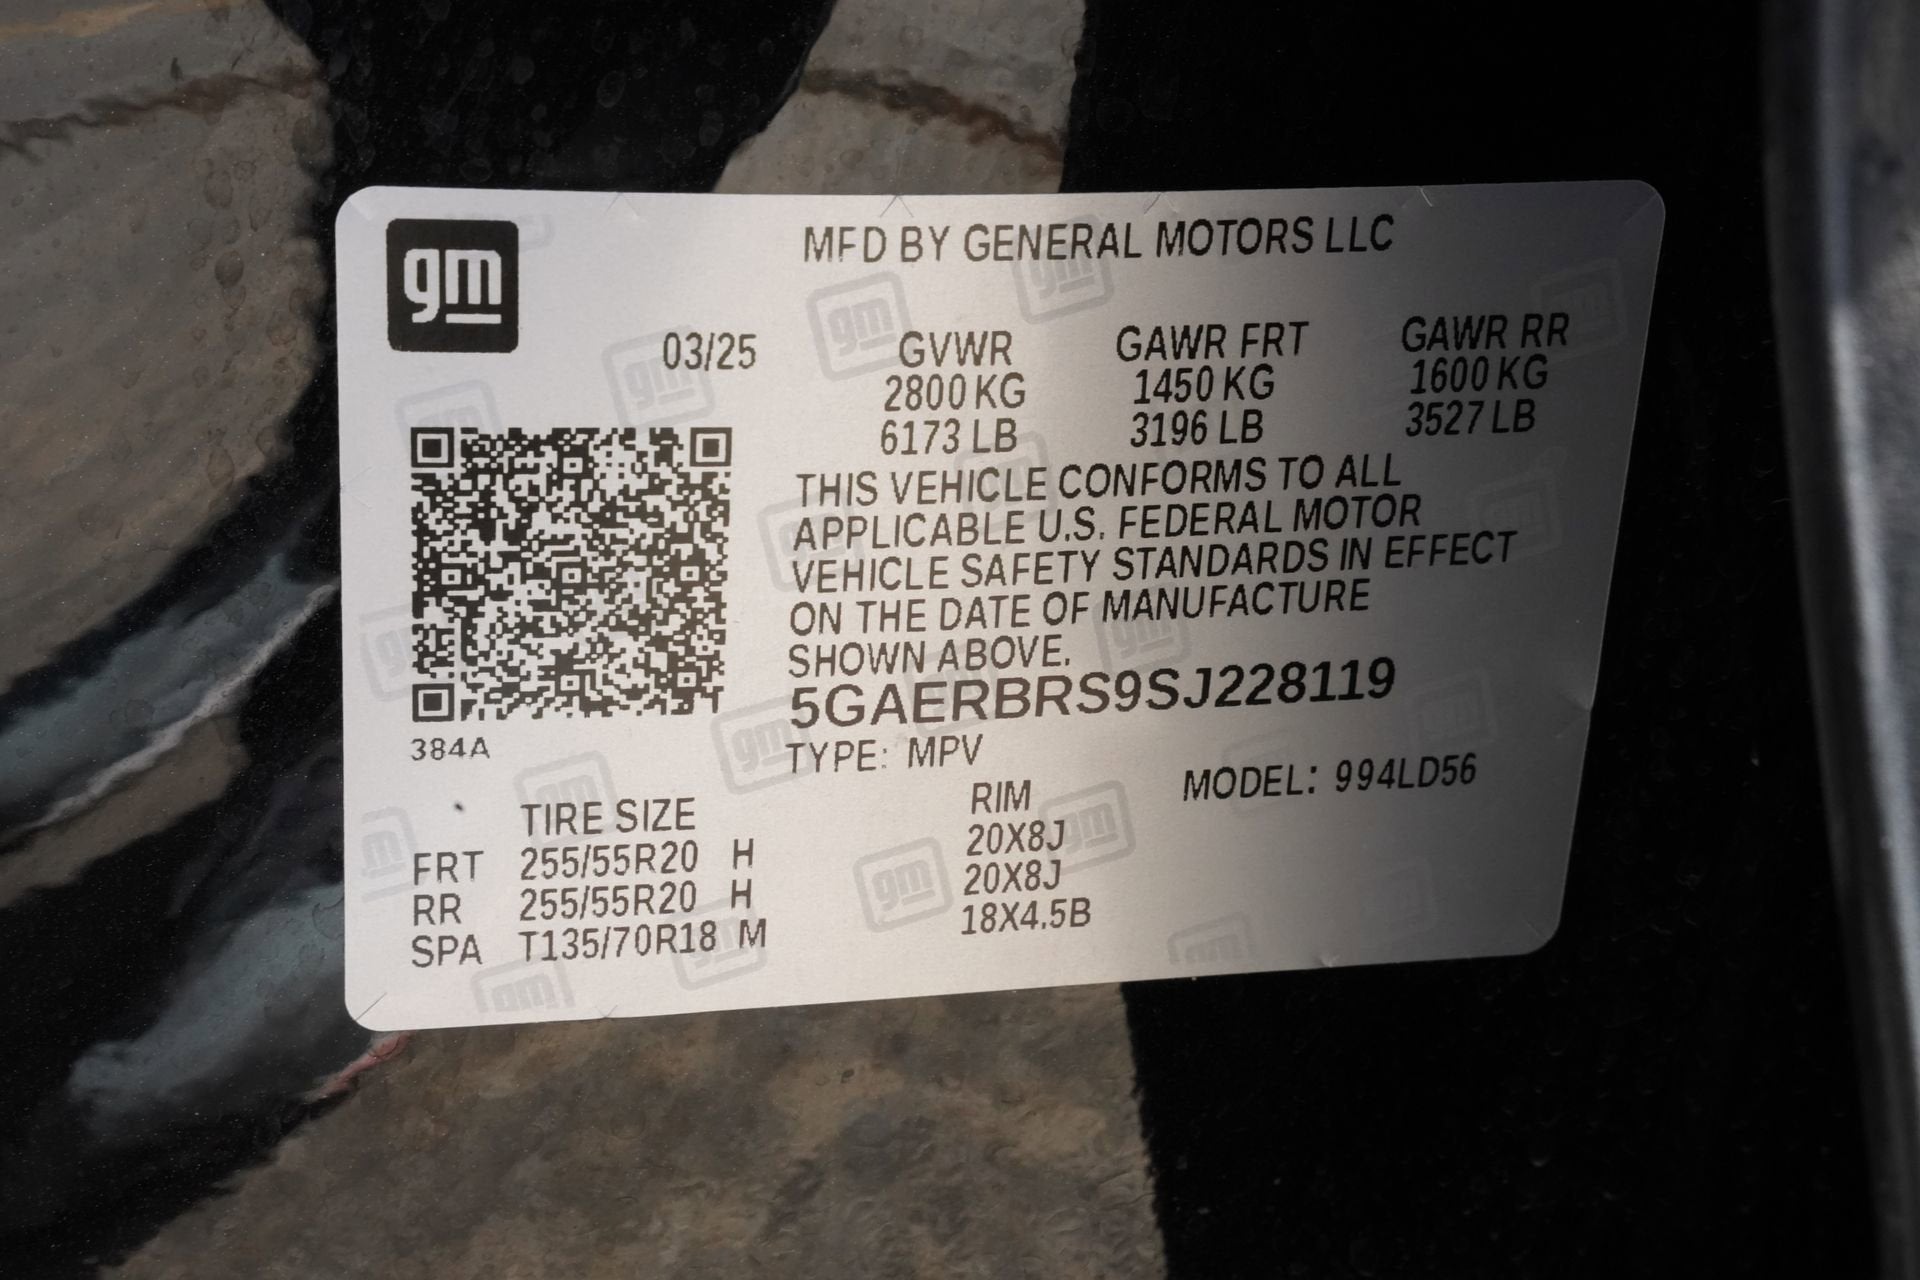 gm
MFD BY GENERAL MOTORS LLC
03/25 GVWR GAWR FRT GAWR RR
2800 KG 1450 KG 1600 KG
6173 LB 3196 LB 3527 LB
THIS VEHICLE CONFORMS TO ALL
APPLICABLE U.S. FEDERAL MOTOR
VEHICLE SAFETY STANDARDS IN EFFECT
ON THE DATE OF MANUFACTURE
SHOWN ABOVE.
5GAERBRS9SJ228119
384A
TYPE: MPV MODEL: 994LD56
TIRE SIZE RIM
FRT 255/55R20 H 20X8J
RR 255/55R20 H 20X8J
SPA T135/70R18 M 18X4.5B